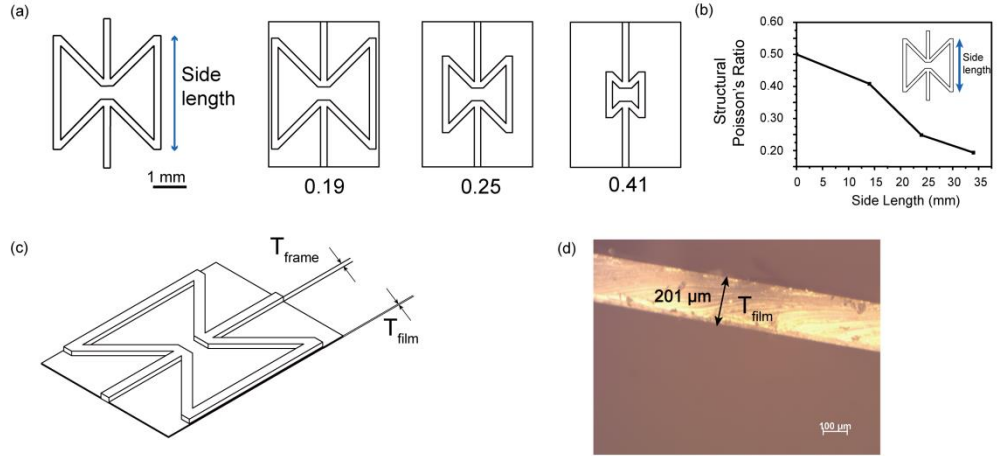 (a)
Side
length
1 mm
0.19
0.25
0.41
(b)
Structural
Poisson's Ratio
0.60
0.50
0.40
0.30
0.20
0
5
10
15
20
25
30
35
Side Length (mm)
Side
length
(c)
T frame
T film
(d)
201 µm
T film
100 µm